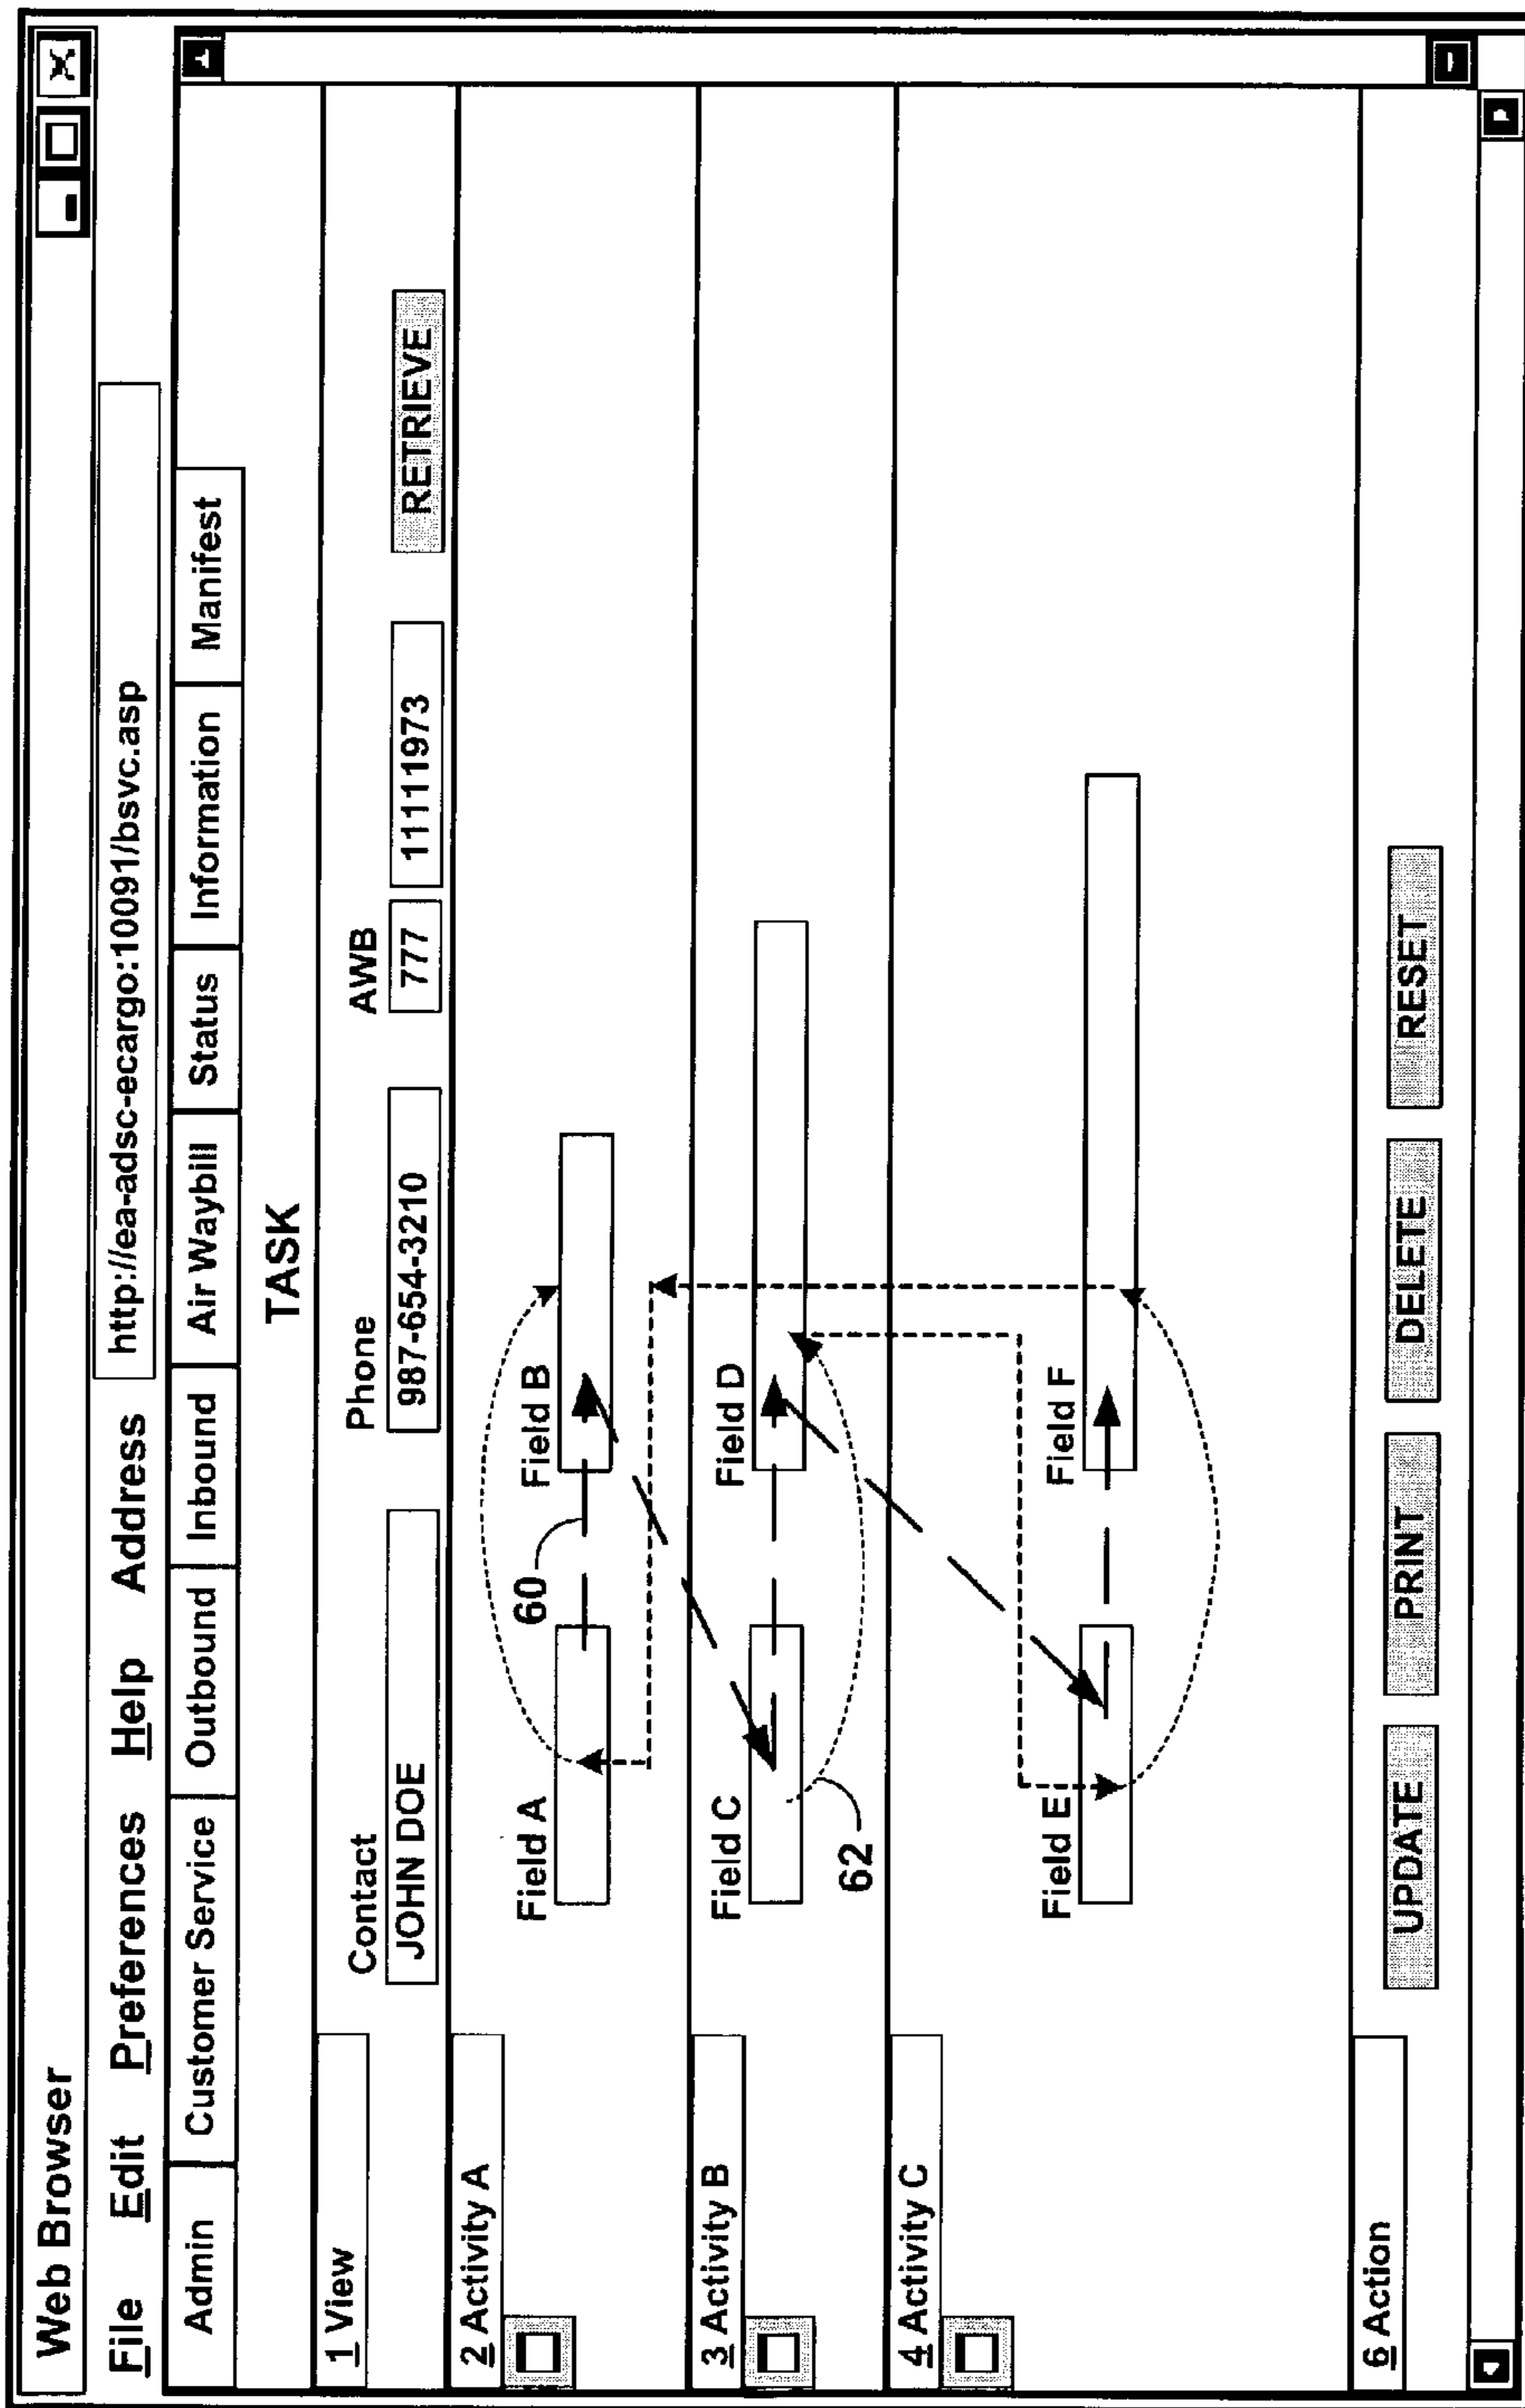 Web Browser
File Edit Preferences Help Address http://ea-adsc-ecargo:10091/bsvc.asp
Admin Customer Service Outbound Inbound Air Waybill Status Information Manifest
TASK
1 View
Contact Phone AWB
JOHN DOE 987-654-3210 777 11111973 RETRIEVE
2 Activity A
Field A 60 Field B
3 Activity B
Field C Field D
62
4 Activity C
Field E Field F
6 Action
UPDATE PRINT DELETE RESET